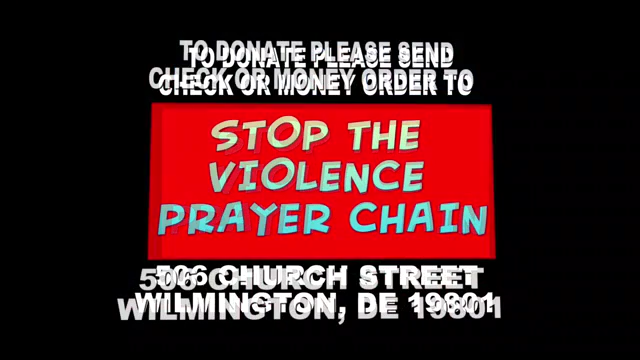 TO DONATE PLEASE SEND
CHECK OR MONEY ORDER TO
STOP THE
VIOLENCE
PRAYER CHAIN
506 CHURCH STREET
WILMINGTON, DE 19801